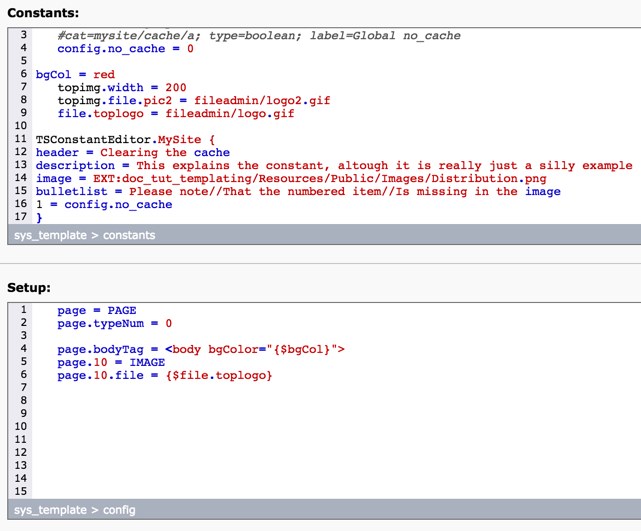 Constants:
3 #cat=mysite/cache/a; type=boolean; label=Global no_cache
4 config.no_cache = 0
5
6 bgCol = red
7 topimg.width = 200
8 topimg.file.pic2 = fileadmin/logo2.gif
9 file.toplogo = fileadmin/logo.gif
10
11 TSConstantEditor.MySite {
12 header = Clearing the cache
13 description = This explains the constant, altough it is really just a silly example
14 image = EXT:doc_tut_templating/Resources/Public/Images/Distribution.png
15 bulletlist = Please note//That the numbered item//Is missing in the image
16 1 = config.no_cache
17 }
sys_template > constants
Setup:
1 page = PAGE
2 page.typeNum = 0
3
4 page.bodyTag = <body bgColor="{$bgCol}">
5 page.10 = IMAGE
6 page.10.file = {$file.toplogo}
7
8
9
10
11
12
13
14
15
sys_template > config